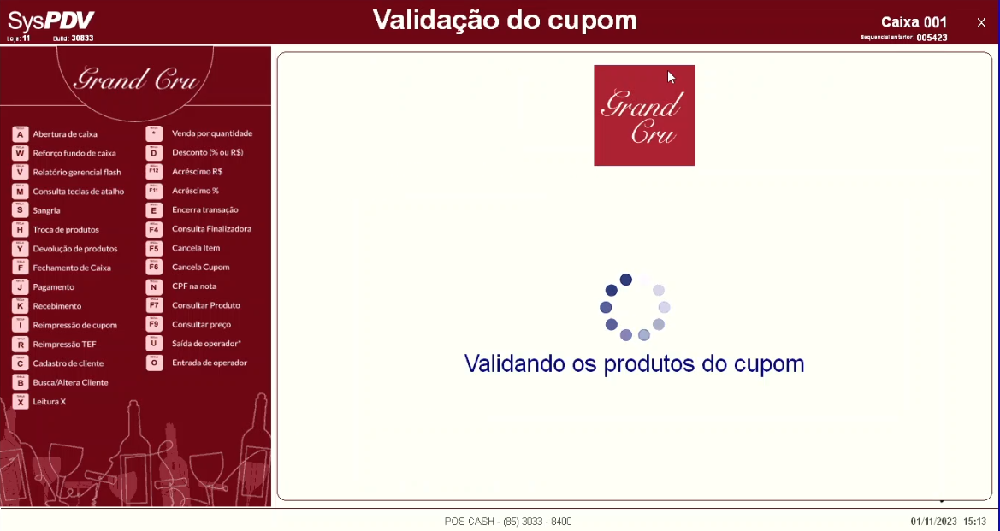 SysPDV
Loja: 11 Build: 30833
Validação do cupom
Caixa 001
Sequencial anterior: 005423
X
Grand Cru
A Abertura de caixa
W Reforço fundo de caixa
V Relatório gerencial flash
M Consulta teclas de atalho
S Sangria
H Troca de produtos
Y Devolução de produtos
F Fechamento de Caixa
J Pagamento
K Recebimento
I Reimpressão de cupom
R Reimpressão TEF
C Cadastro de cliente
B Busca/Altera Cliente
X Leitura X
* Venda por quantidade
D Desconto (% ou R$)
F12 Acréscimo R$
F11 Acréscimo %
E Encerra transação
F4 Consulta Finalizadora
F5 Cancela Item
F6 Cancela Cupom
N CPF na nota
F7 Consultar Produto
F9 Consultar preço
U Saída de operador*
O Entrada de operador
Grand
Cru
Validando os produtos do cupom
POS CASH - (85) 3033 - 8400
01/11/2023 15:13